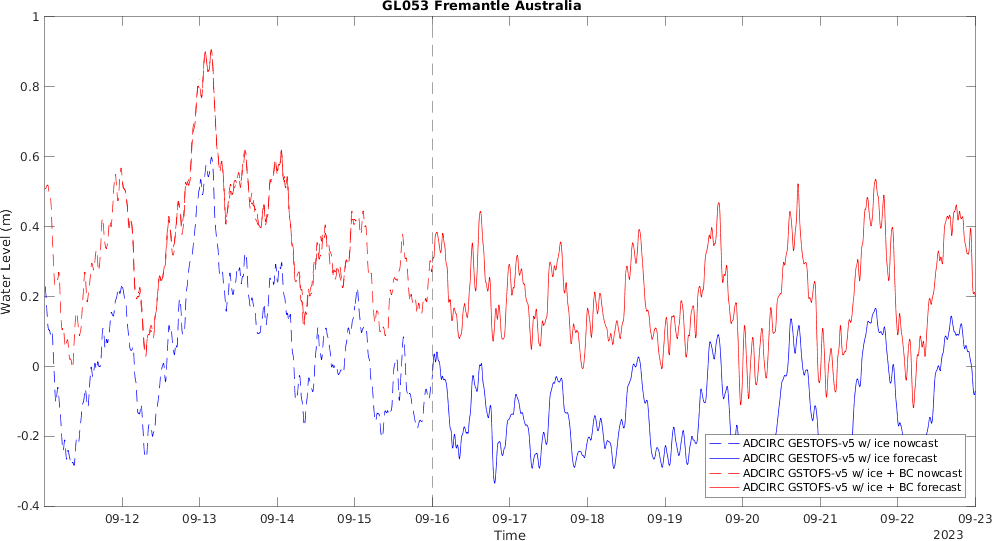 GL053 Fremantle Australia
1
0.8
0.6
0.4
0.2
0
-0.2
-0.4
Water Level (m)
ADCIRC GESTOFS-v5 w/ ice nowcast
ADCIRC GESTOFS-v5 w/ ice forecast
ADCIRC GSTOFS-v5 w/ ice + BC nowcast
ADCIRC GSTOFS-v5 w/ ice + BC forecast
09-12 09-13 09-14 09-15 09-16 09-17 09-18 09-19 09-20 09-21 09-22 09-23
Time 2023